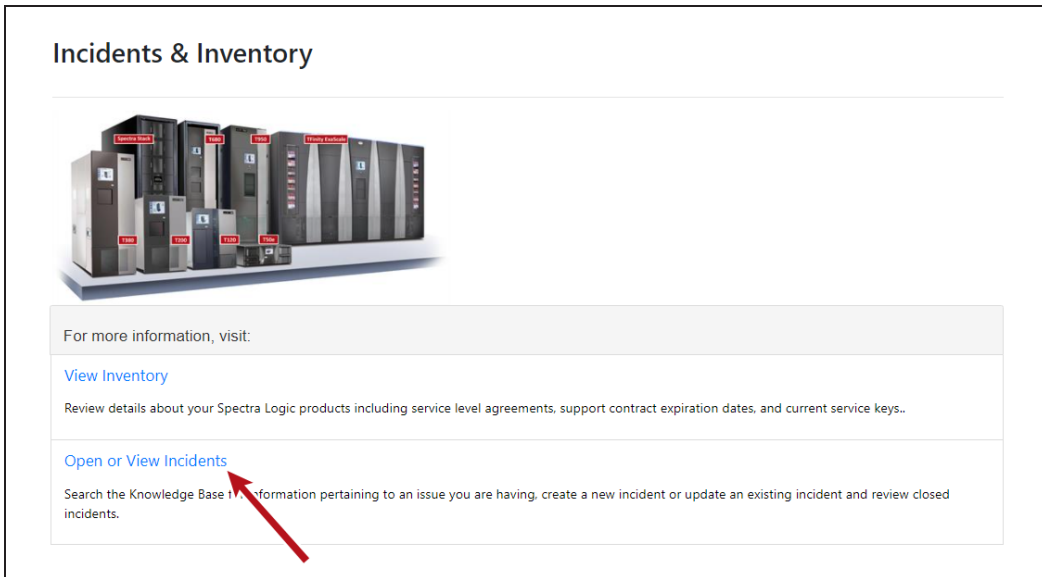 Incidents & Inventory
Spectra Stack
T680
T950
TFinity ExaScale
T380
T200
T120
T50e
For more information, visit:
View Inventory
Review details about your Spectra Logic products including service level agreements, support contract expiration dates, and current service keys..
Open or View Incidents
Search the Knowledge Base information pertaining to an issue you are having, create a new incident or update an existing incident and review closed
incidents.